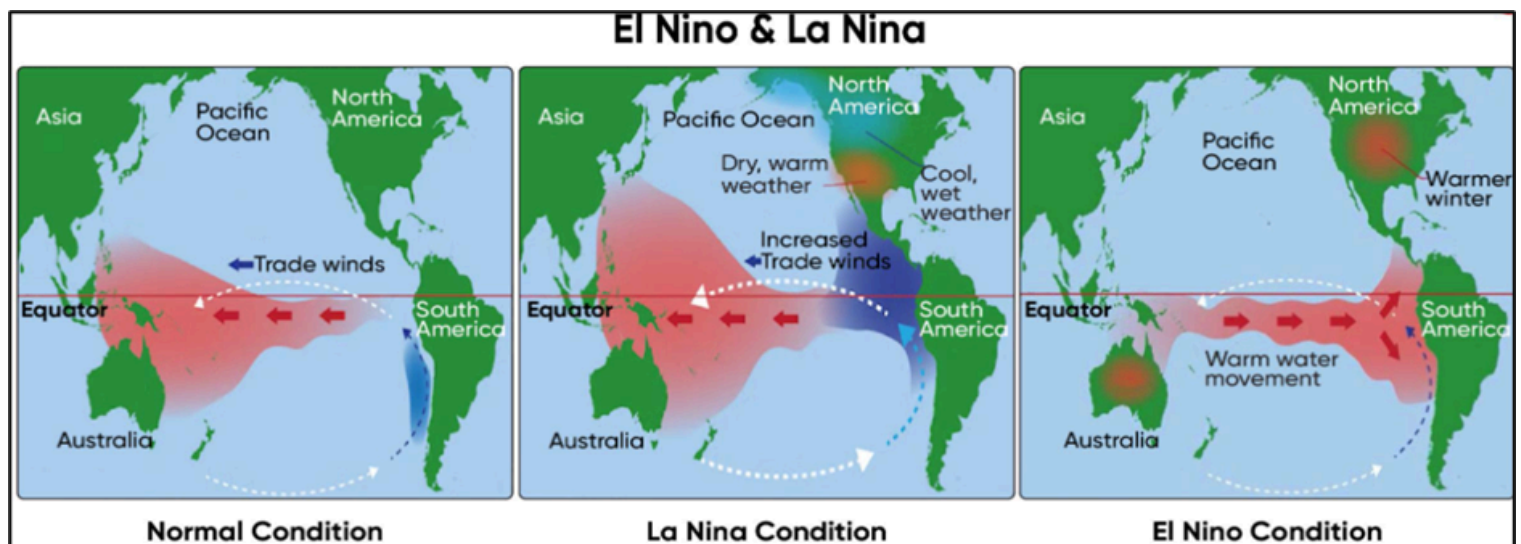 El Nino & La Nina
Asia
Pacific
Ocean
North
America
Trade winds
Equator
South
America
Australia
Normal Condition
Asia
Pacific Ocean
North
America
Dry, warm
weather
Cool,
wet
weather
Increased
Trade winds
Equator
South
America
Australia
La Nina Condition
Asia
Pacific
Ocean
North
America
Warmer
winter
Equator
South
America
Warm water
movement
Australia
El Nino Condition